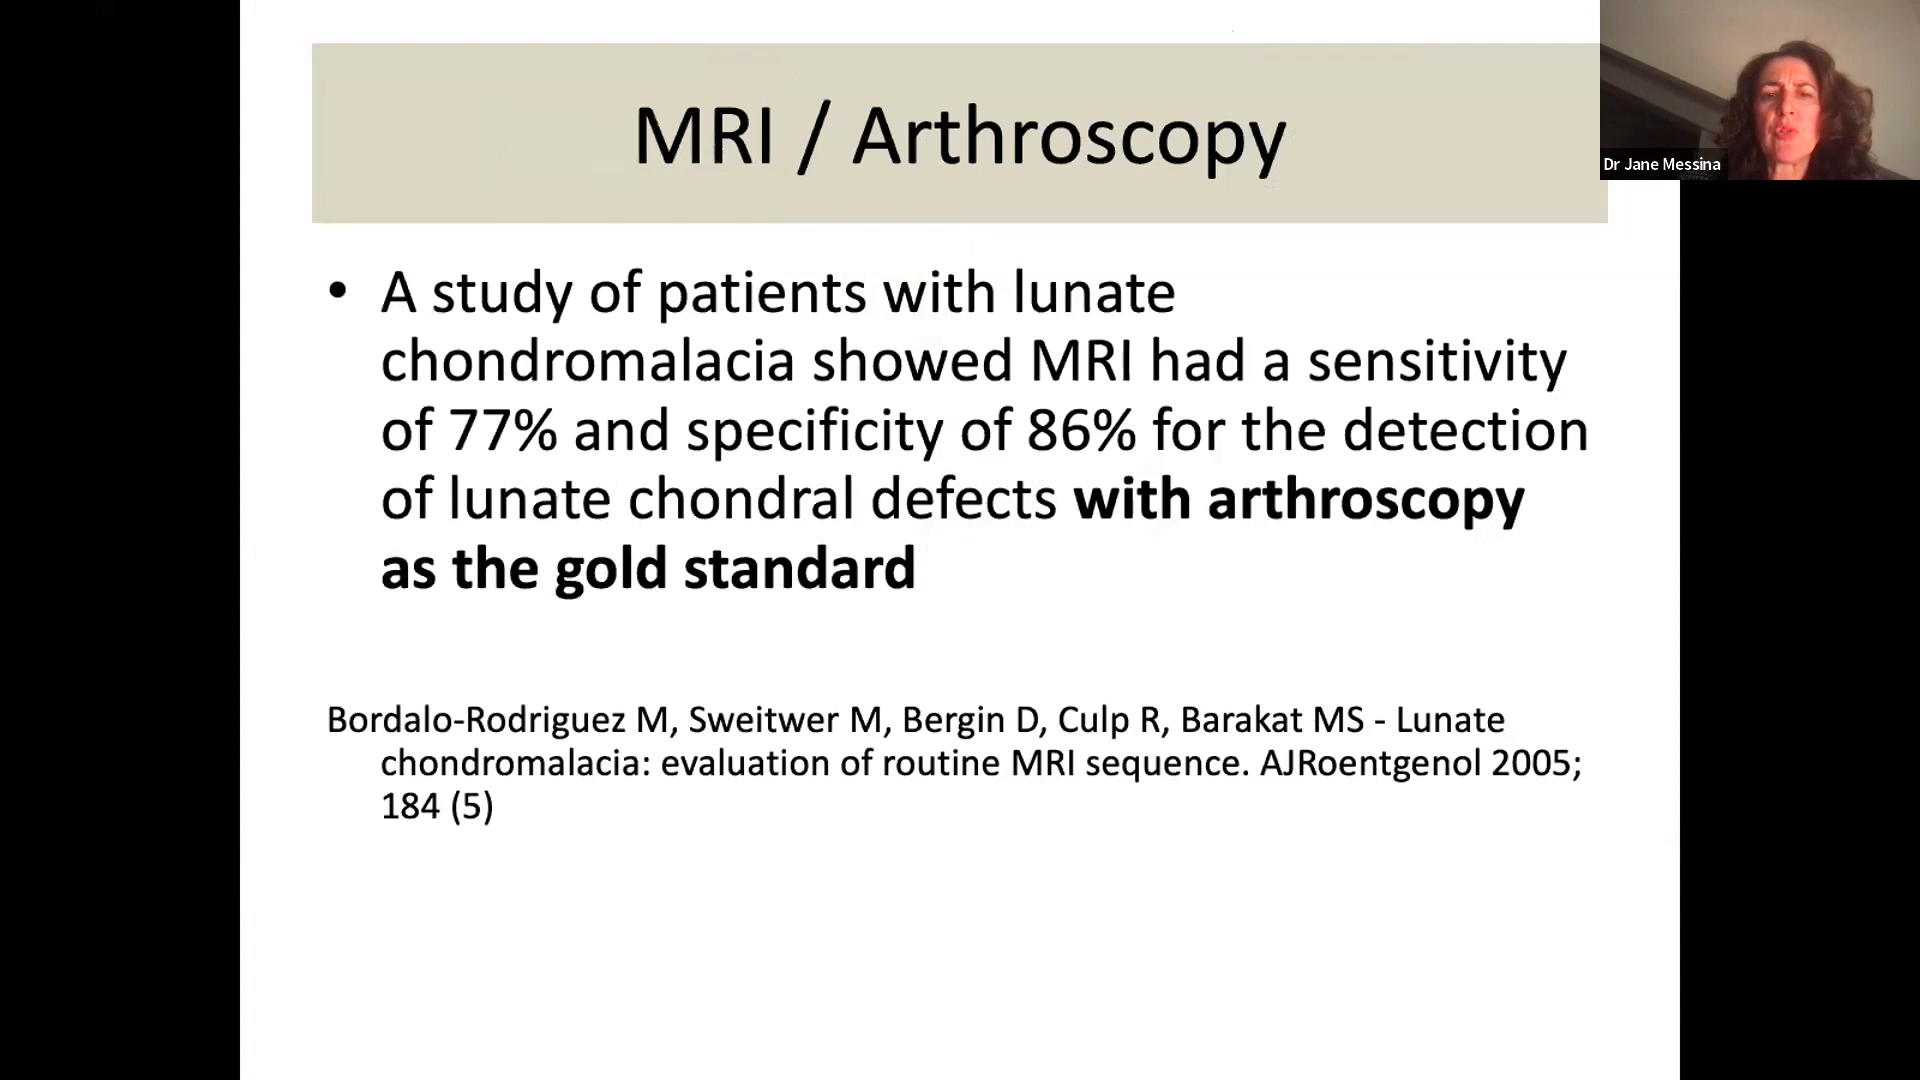 MRI / Arthroscopy
Dr Jane Messina
• A study of patients with lunate
chondromalacia showed MRI had a sensitivity
of 77% and specificity of 86% for the detection
of lunate chondral defects with arthroscopy
as the gold standard
Bordalo-Rodriguez M, Sweitwer M, Bergin D, Culp R, Barakat MS - Lunate
chondromalacia: evaluation of routine MRI sequence. AJRoentgenol 2005;
184 (5)